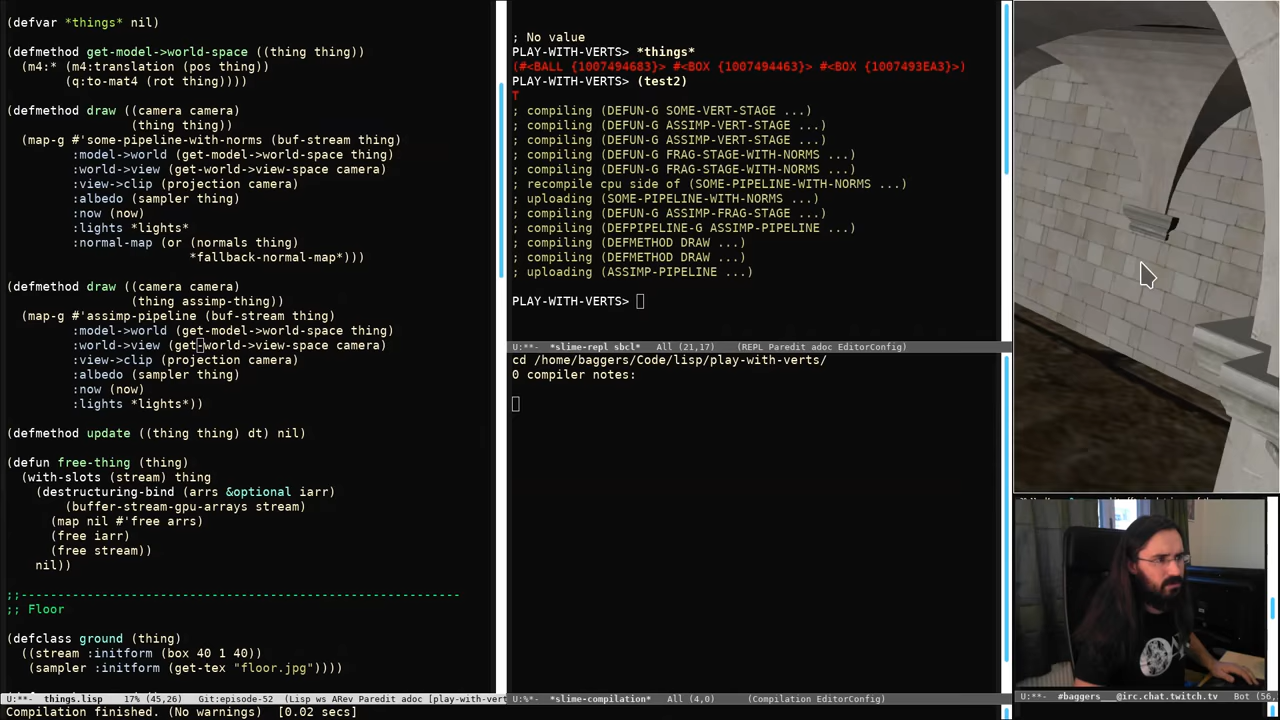 (defvar *things* nil)
(defmethod get-model->world-space ((thing thing))
  (m4:* (m4:translation (pos thing))
        (q:to-mat4 (rot thing))))
(defmethod draw ((camera camera)
                 (thing thing))
  (map-g #'some-pipeline-with-norms (buf-stream thing)
         :model->world (get-model->world-space thing)
         :world->view (get-world->view-space camera)
         :view->clip (projection camera)
         :albedo (sampler thing)
         :now (now)
         :lights *lights*
         :normal-map (or (normals thing)
                         *fallback-normal-map*)))
(defmethod draw ((camera camera)
                 (thing assimp-thing))
  (map-g #'assimp-pipeline (buf-stream thing)
         :model->world (get-model->world-space thing)
         :world->view (get-world->view-space camera)
         :view->clip (projection camera)
         :albedo (sampler thing)
         :now (now)
         :lights *lights*))
(defmethod update ((thing thing) dt) nil)
(defun free-thing (thing)
  (with-slots (stream) thing
    (destructuring-bind (arrs &optional iarr)
        (buffer-stream-gpu-arrays stream)
      (map nil #'free arrs)
      (free iarr)
      (free stream))
    nil))
;;------------------------------------------------------------
;; Floor
(defclass ground (thing)
  ((stream :initform (box 40 1 40))
   (sampler :initform (get-tex "floor.jpg"))))
U:**-  things.lisp    17% (45,26)   Git:episode-52  (Lisp ws ARev Paredit adoc [play-with-vert
Compilation finished. (No warnings)  [0.02 secs]
; No value
PLAY-WITH-VERTS> *things*
(#<BALL {1007494683}> #<BOX {1007494463}> #<BOX {1007493EA3}>)
PLAY-WITH-VERTS> (test2)
T
; compiling (DEFUN-G SOME-VERT-STAGE ...)
; compiling (DEFUN-G ASSIMP-VERT-STAGE ...)
; compiling (DEFUN-G ASSIMP-VERT-STAGE ...)
; compiling (DEFUN-G FRAG-STAGE-WITH-NORMS ...)
; compiling (DEFUN-G FRAG-STAGE-WITH-NORMS ...)
; recompile cpu side of (SOME-PIPELINE-WITH-NORMS ...)
; uploading (SOME-PIPELINE-WITH-NORMS ...)
; compiling (DEFUN-G ASSIMP-FRAG-STAGE ...)
; compiling (DEFPIPELINE-G ASSIMP-PIPELINE ...)
; compiling (DEFMETHOD DRAW ...)
; compiling (DEFMETHOD DRAW ...)
; uploading (ASSIMP-PIPELINE ...)
PLAY-WITH-VERTS>
U:**-  *slime-repl sbcl*   All (21,17)    (REPL Paredit adoc EditorConfig)
cd /home/baggers/Code/lisp/play-with-verts/
0 compiler notes:
U:%*-  *slime-compilation*   All (4,0)    (Compilation EditorConfig)
U:**-  #baggers___@irc.chat.twitch.tv   Bot (56,